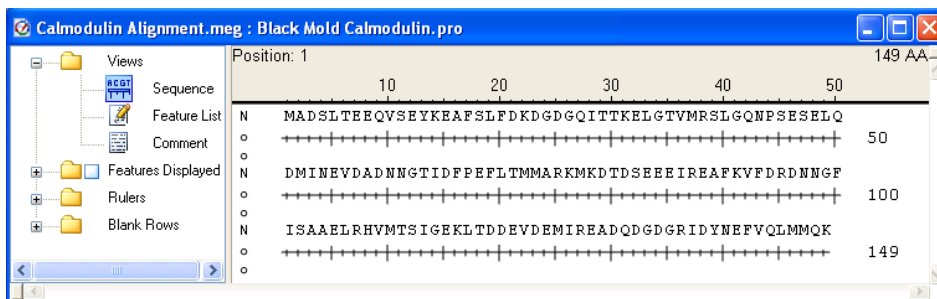 Calmodulin Alignment.meg : Black Mold Calmodulin.pro
Views
ACGT
Sequence
Feature List
Comment
Features Displayed
Rulers
Blank Rows
Position: 1
149 AA
10 20 30 40 50
N MADSLTEEQVSEYKEAFSLFDKDGDGQITTKELGTVMRSLGQNPSESELQ
o 50
o
N DMINEVDADNNGTIDFPEFLTMMARKMKDTDSEEEIREAFKVFDRDNNGF
o 100
o
N ISAAELRHVMTSIGEKLTDDEVDEMIREADQDGDGRIDYNEFVQLMMQK
o 149
o